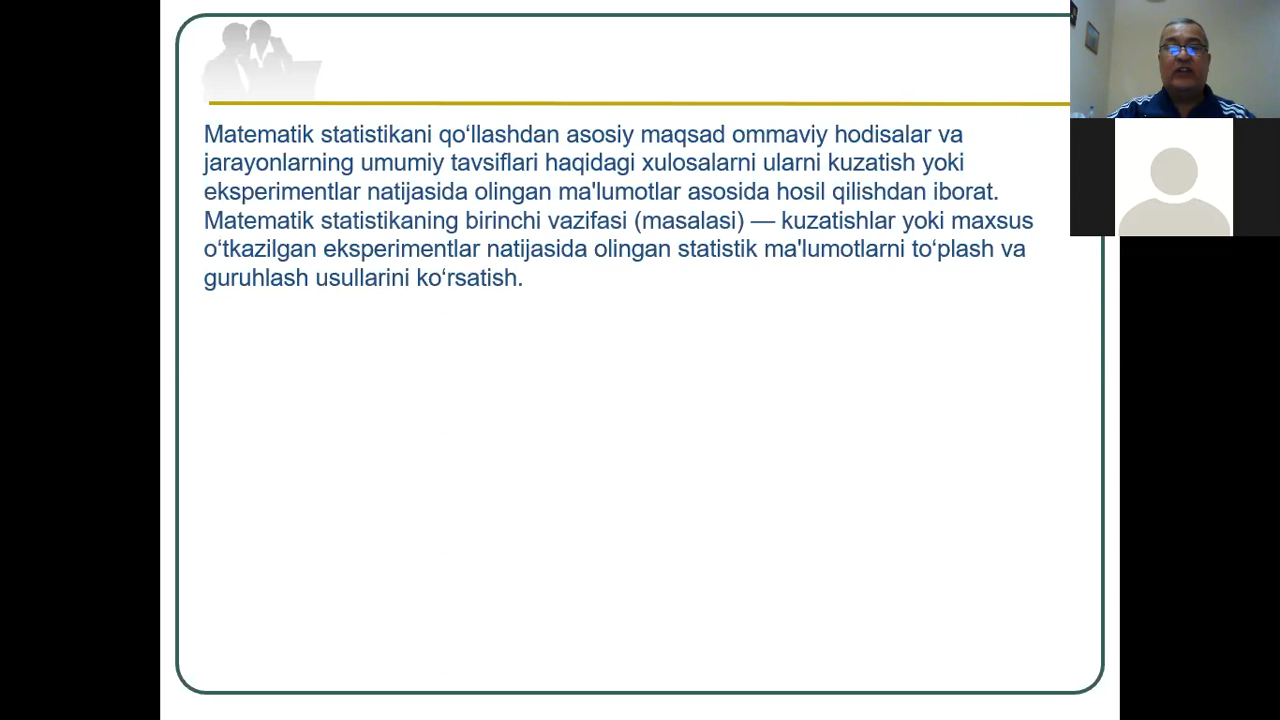 Matematik statistikani qo‘llashdan asosiy maqsad ommaviy hodisalar va
jarayonlarning umumiy tavsiflari haqidagi xulosalarni ularni kuzatish yoki
eksperimentlar natijasida olingan ma'lumotlar asosida hosil qilishdan iborat.
Matematik statistikaning birinchi vazifasi (masalasi) — kuzatishlar yoki maxsus
o‘tkazilgan eksperimentlar natijasida olingan statistik ma'lumotlarni to‘plash va
guruhlash usullarini ko‘rsatish.